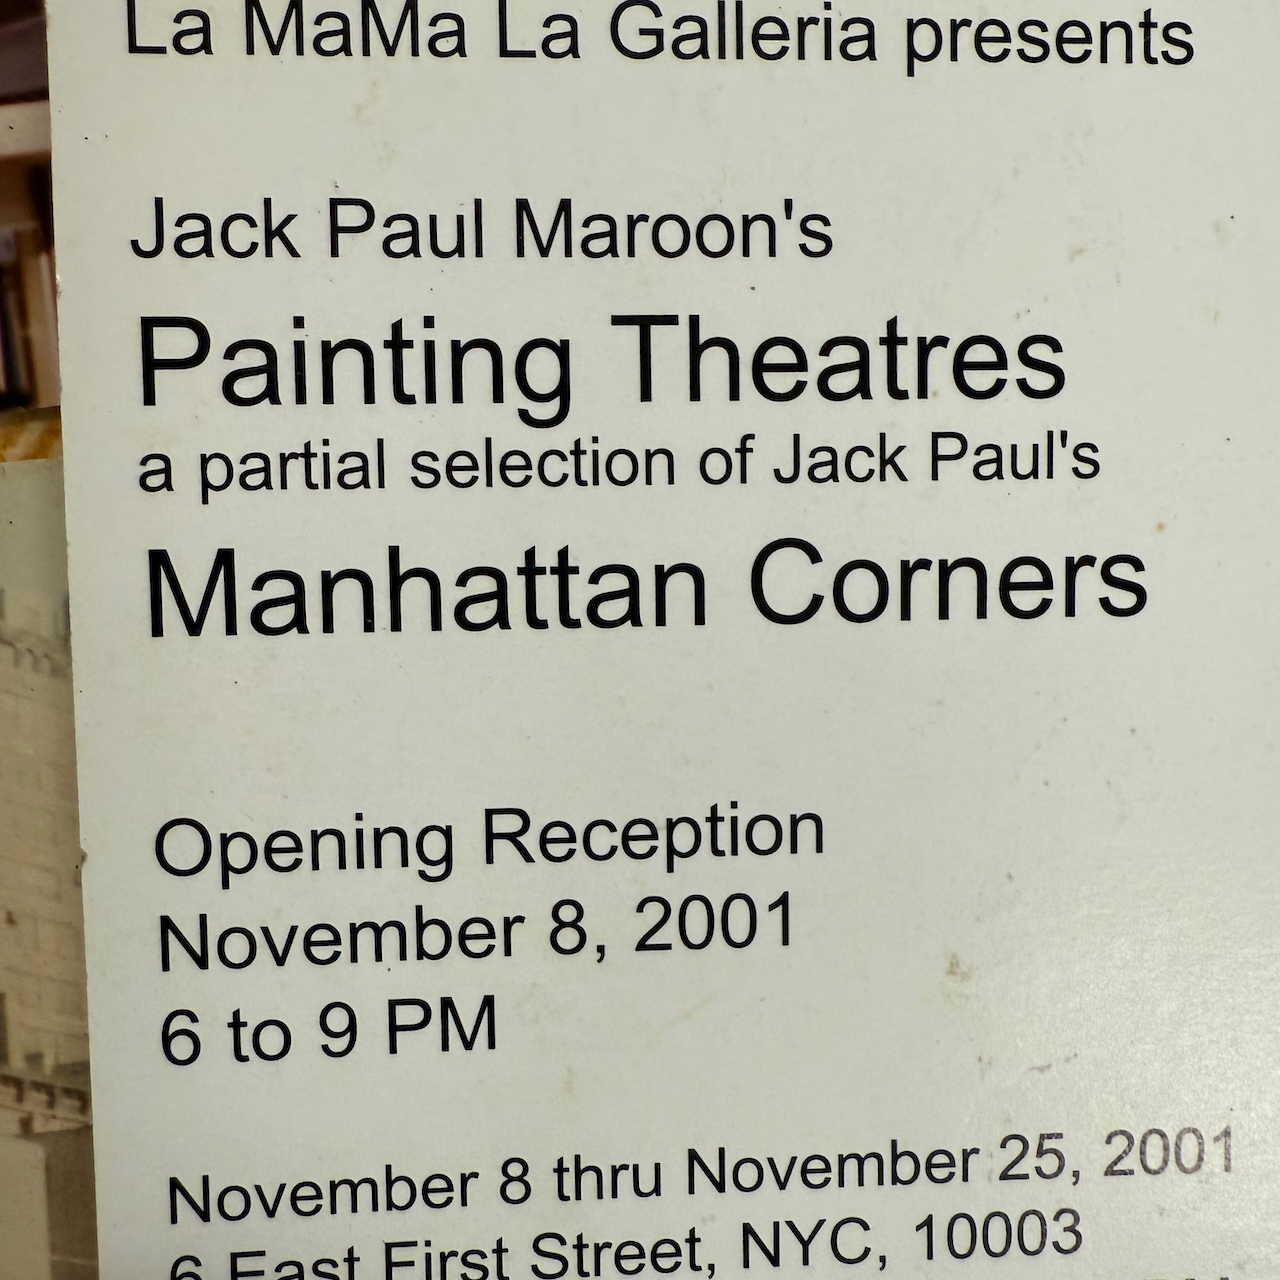 La MaMa La Galleria presents
Jack Paul Maroon's
Painting Theatres
a partial selection of Jack Paul's
Manhattan Corners
Opening Reception
November 8, 2001
6 to 9 PM
November 8 thru November 25, 2001
6 East First Street, NYC, 10003